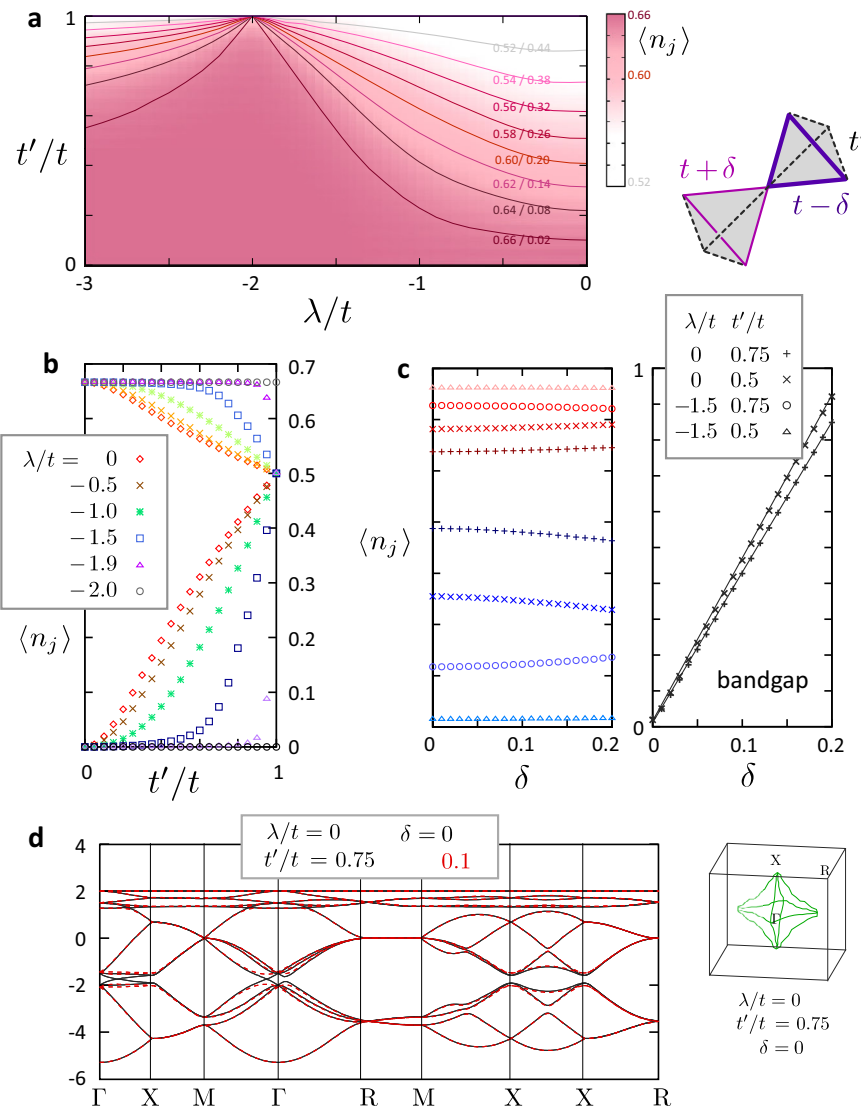 a
1
t′/t
0
-3
-2
-1
0
λ/t
0.52 / 0.44
0.54 / 0.38
0.56 / 0.32
0.58 / 0.26
0.60/ 0.20
0.62 / 0.14
0.64 / 0.08
0.66 / 0.02
0.66
⟨n_j⟩
0.60
0.52
t+δ
t−δ
t′
b
0.7
0.6
0.5
0.4
0.3
0.2
0.1
0
λ/t = 0
−0.5
−1.0
−1.5
−1.9
−2.0
⟨n_j⟩
0
1
t′/t
c
⟨n_j⟩
0
0.1
0.2
δ
λ/t t′/t
0 0.75 +
0 0.5 ×
−1.5 0.75
−1.5 0.5
1
0
bandgap
0
0.1
0.2
δ
d
λ/t = 0 δ = 0
t′/t = 0.75 0.1
4
2
0
-2
-4
-6
Γ X M Γ R M X X R
X
R
Γ
λ/t = 0
t′/t = 0.75
δ = 0